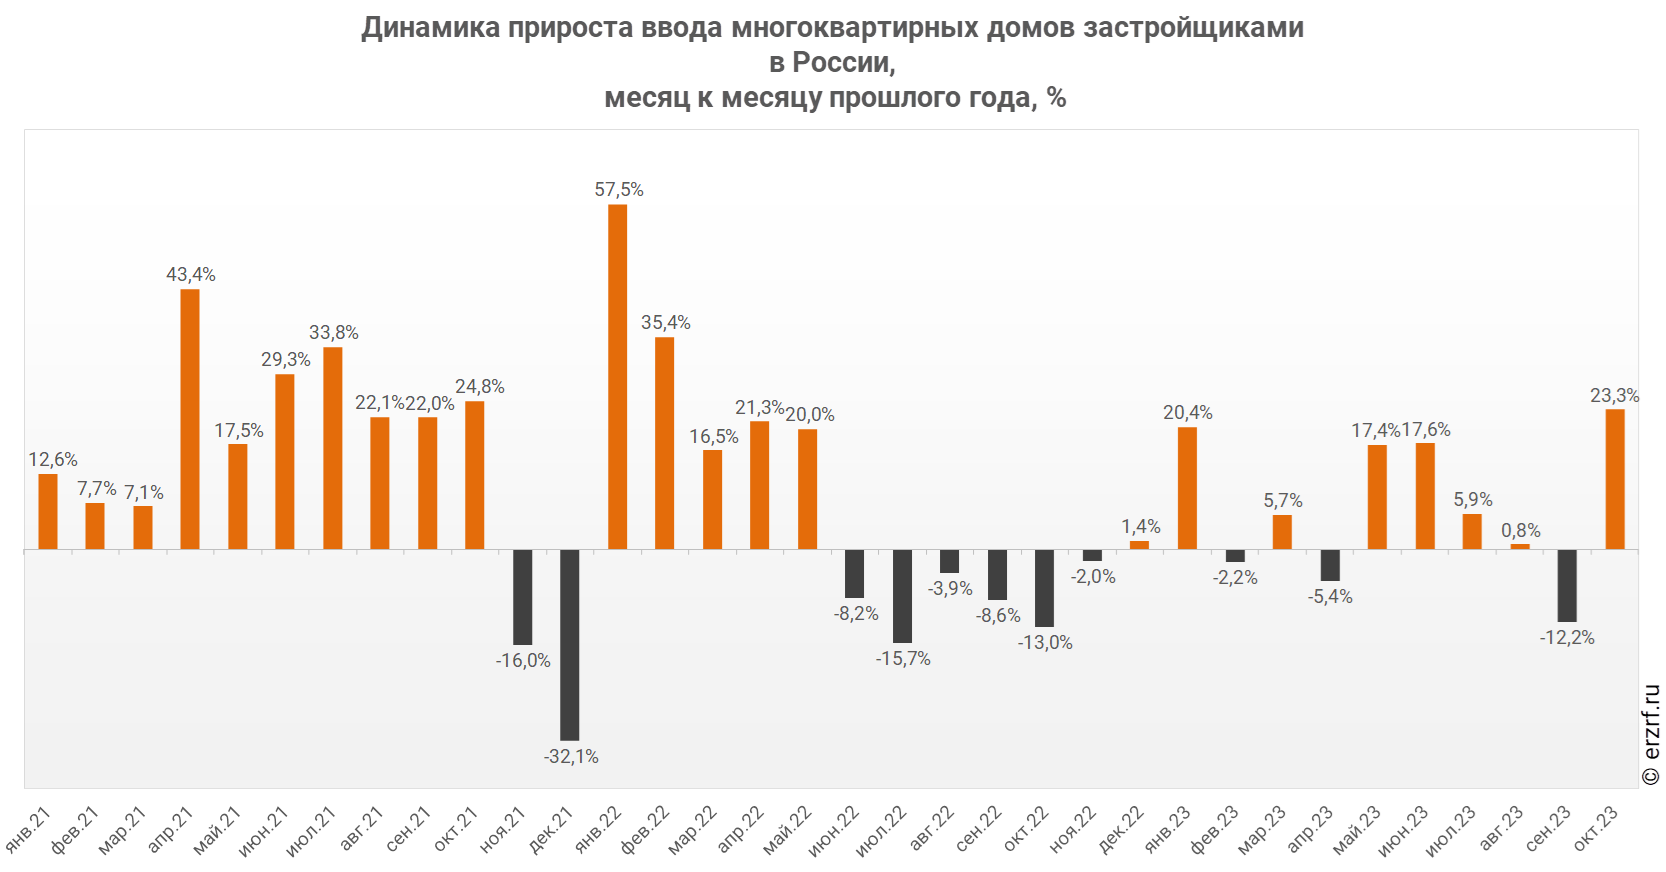 Динамика прироста ввода многоквартирных домов застройщиками
в России,
месяц к месяцу прошлого года, %
12,6%
7,7%
7,1%
43,4%
17,5%
29,3%
33,8%
22,1%
22,0%
24,8%
-16,0%
-32,1%
57,5%
35,4%
16,5%
21,3%
20,0%
-8,2%
-15,7%
-3,9%
-8,6%
-13,0%
-2,0%
1,4%
20,4%
-2,2%
5,7%
-5,4%
17,4%
17,6%
5,9%
0,8%
-12,2%
23,3%
янв.21
фев.21
мар.21
апр.21
май.21
июн.21
июл.21
авг.21
сен.21
окт.21
ноя.21
дек.21
янв.22
фев.22
мар.22
апр.22
май.22
июн.22
июл.22
авг.22
сен.22
окт.22
ноя.22
дек.22
янв.23
фев.23
мар.23
апр.23
май.23
июн.23
июл.23
авг.23
сен.23
окт.23
© erzrf.ru